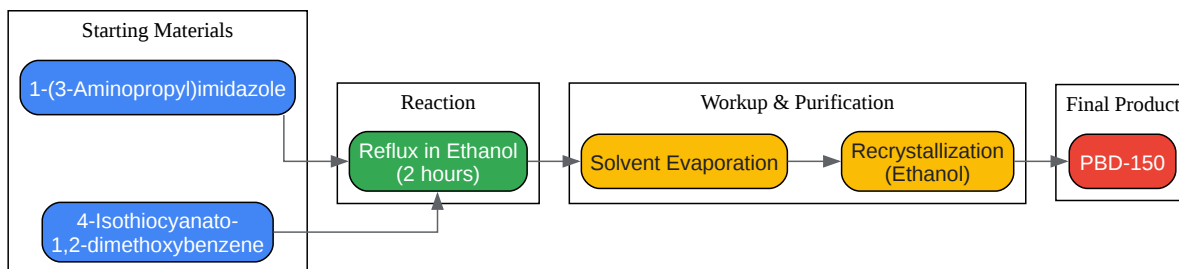 Starting Materials
1-(3-Aminopropyl)imidazole
4-Isothiocyanato-
1,2-dimethoxybenzene
Reaction
Reflux in Ethanol
(2 hours)
Workup & Purification
Solvent Evaporation
Recrystallization
(Ethanol)
Final Product
PBD-150